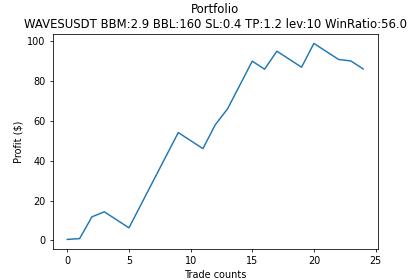 Portfolio
WAVESUSDT BBM:2.9 BBL:160 SL:0.4 TP:1.2 lev:10 WinRatio:56.0
100
80
60
40
20
0
Profit ($)
0 5 10 15 20 25
Trade counts